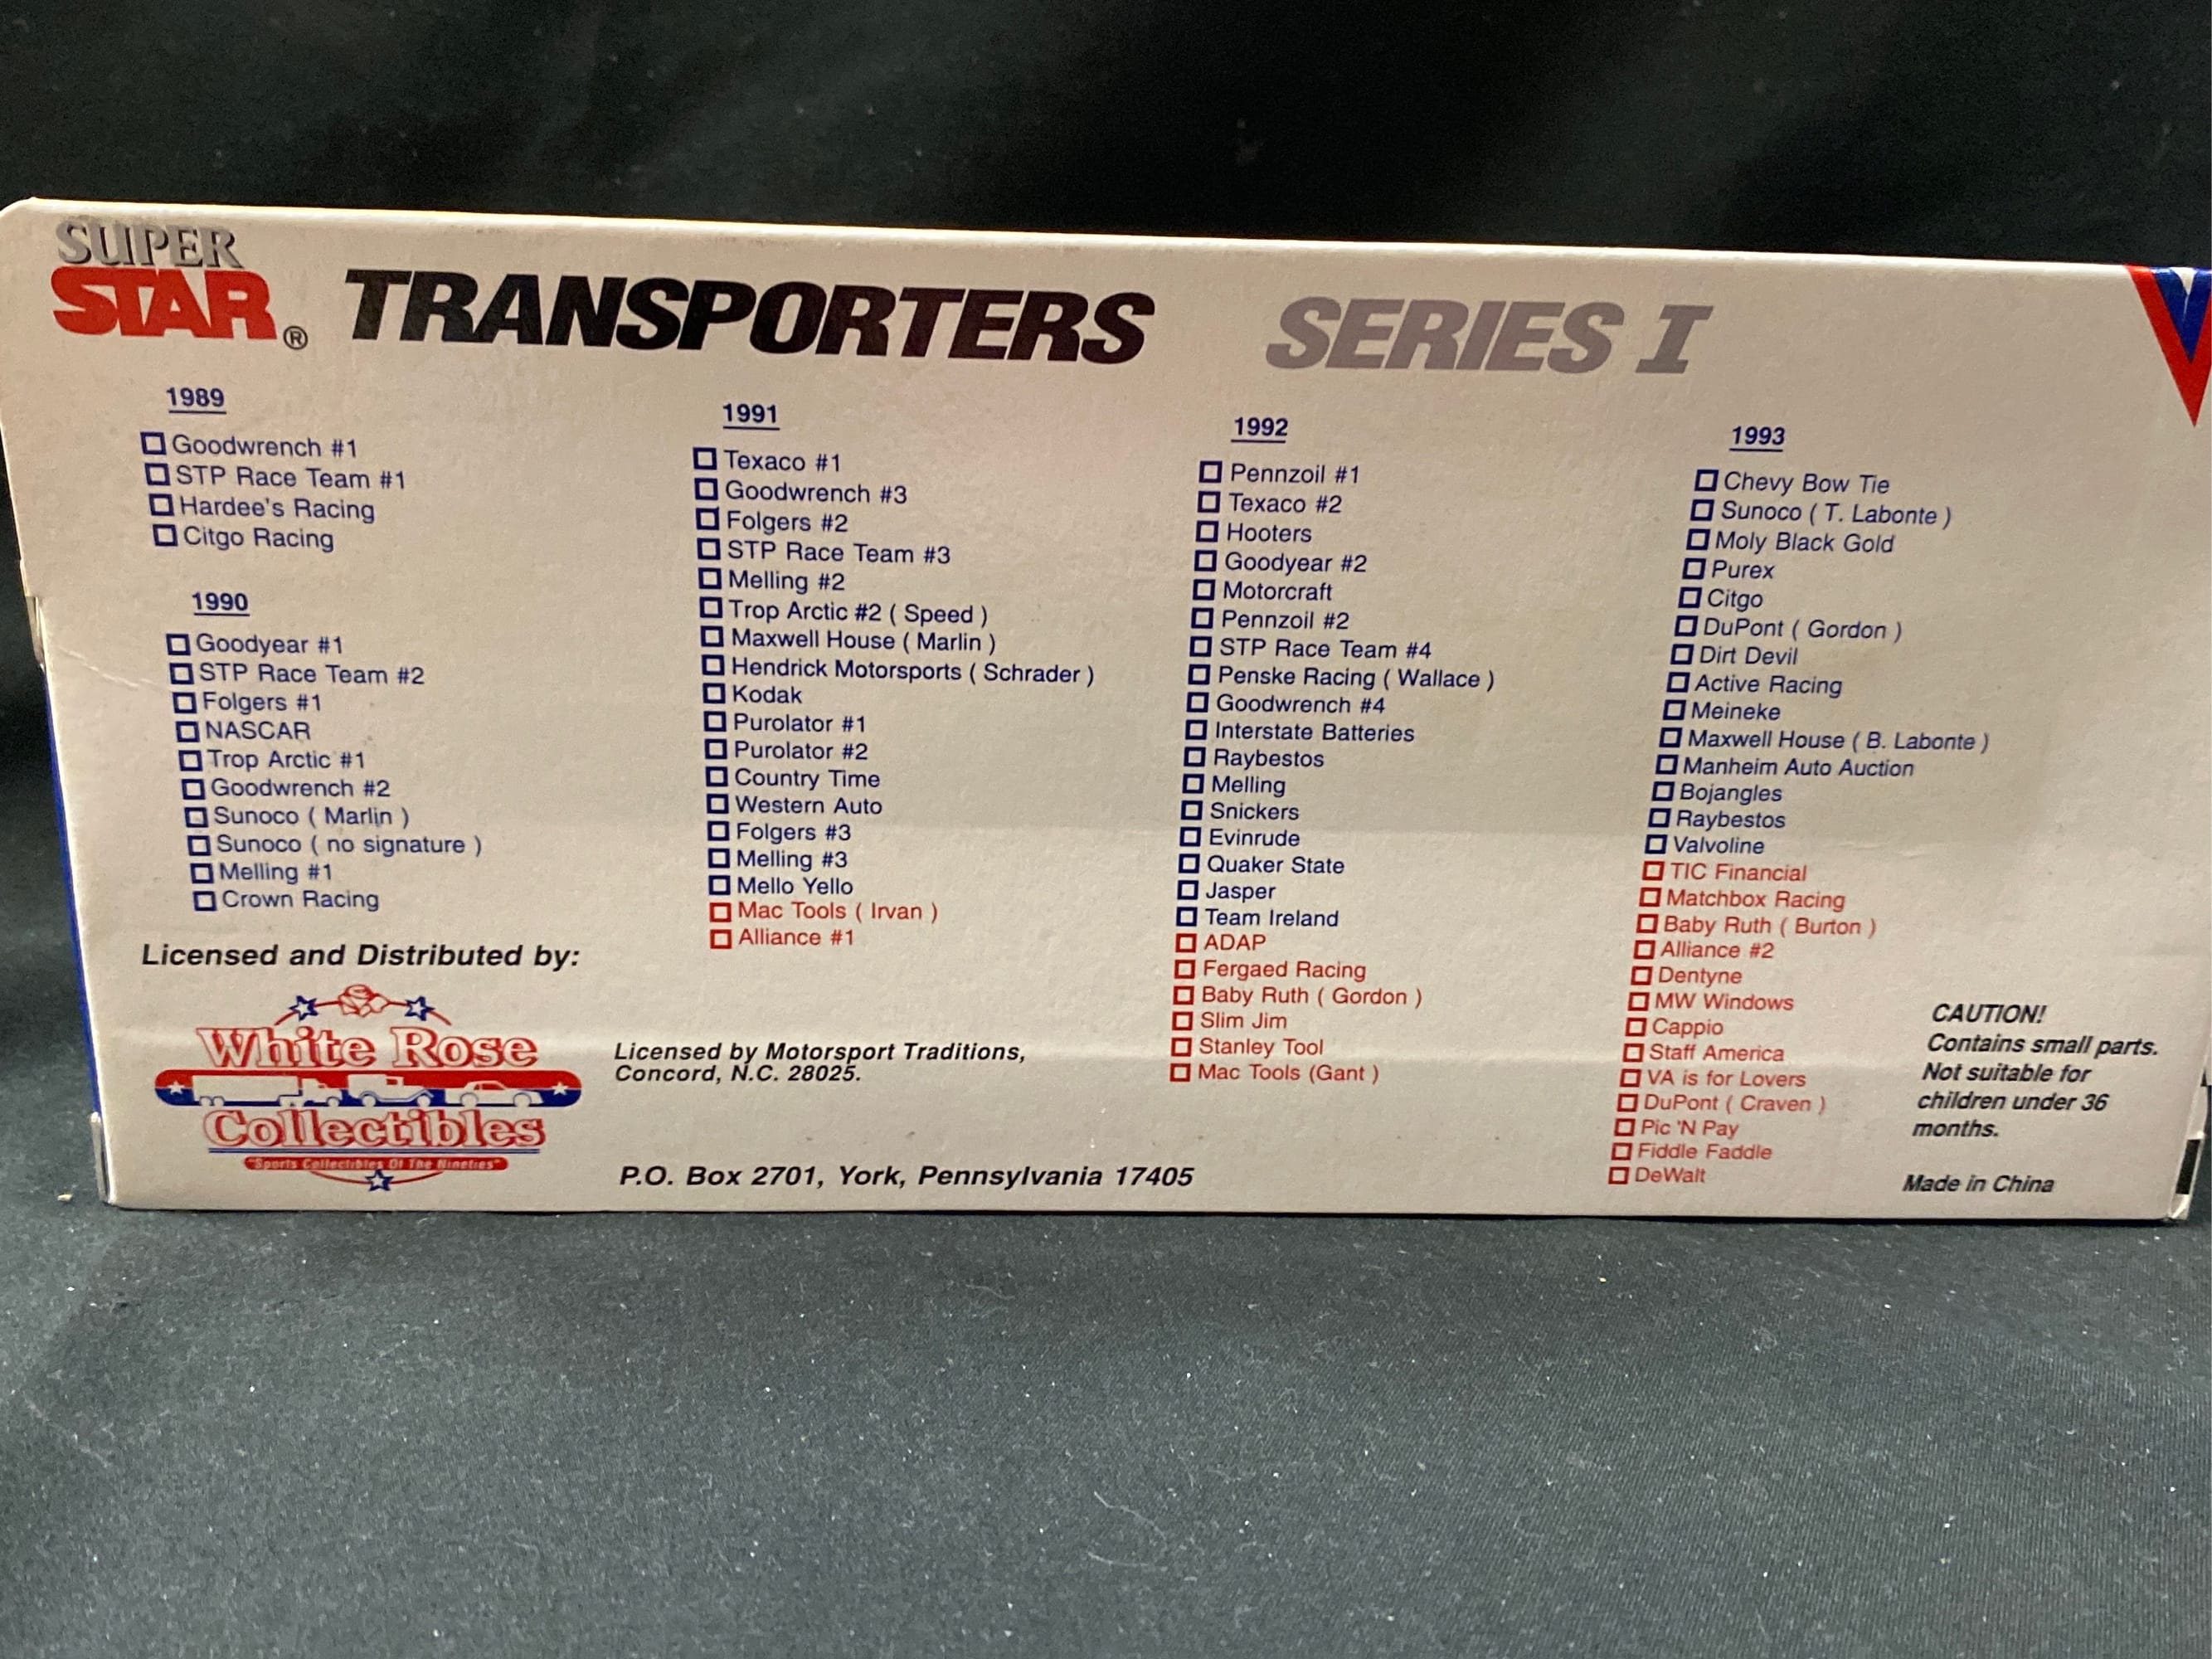 SUPER
STAR® TRANSPORTERS SERIES I
1989
Goodwrench #1
STP Race Team #1
Hardee's Racing
Citgo Racing
1990
Goodyear #1
STP Race Team #2
Folgers #1
NASCAR
Trop Arctic #1
Goodwrench #2
Sunoco ( Marlin )
Sunoco ( no signature )
Melling #1
Crown Racing
1991
Texaco #1
Goodwrench #3
Folgers #2
STP Race Team #3
Melling #2
Trop Arctic #2 ( Speed )
Maxwell House ( Marlin )
Hendrick Motorsports ( Schrader )
Kodak
Purolator #1
Purolator #2
Country Time
Western Auto
Folgers #3
Melling #3
Mello Yello
Mac Tools ( Irvan )
Alliance #1
1992
Pennzoil #1
Texaco #2
Hooters
Goodyear #2
Motorcraft
Pennzoil #2
STP Race Team #4
Penske Racing ( Wallace )
Goodwrench #4
Interstate Batteries
Raybestos
Melling
Snickers
Evinrude
Quaker State
Jasper
Team Ireland
ADAP
Fergaed Racing
Baby Ruth ( Gordon )
Slim Jim
Stanley Tool
Mac Tools (Gant )
1993
Chevy Bow Tie
Sunoco ( T. Labonte )
Moly Black Gold
Purex
Citgo
DuPont ( Gordon )
Dirt Devil
Active Racing
Meineke
Maxwell House ( B. Labonte )
Manheim Auto Auction
Bojangles
Raybestos
Valvoline
TIC Financial
Matchbox Racing
Baby Ruth ( Burton )
Alliance #2
Dentyne
MW Windows
Cappio
Staff America
VA is for Lovers
DuPont ( Craven )
Pic 'N Pay
Fiddle Faddle
DeWalt
Licensed and Distributed by:
White Rose
Collectibles
"Sports Collectibles Of The Nineties"
Licensed by Motorsport Traditions,
Concord, N.C. 28025.
P.O. Box 2701, York, Pennsylvania 17405
CAUTION!
Contains small parts.
Not suitable for
children under 36
months.
Made in China